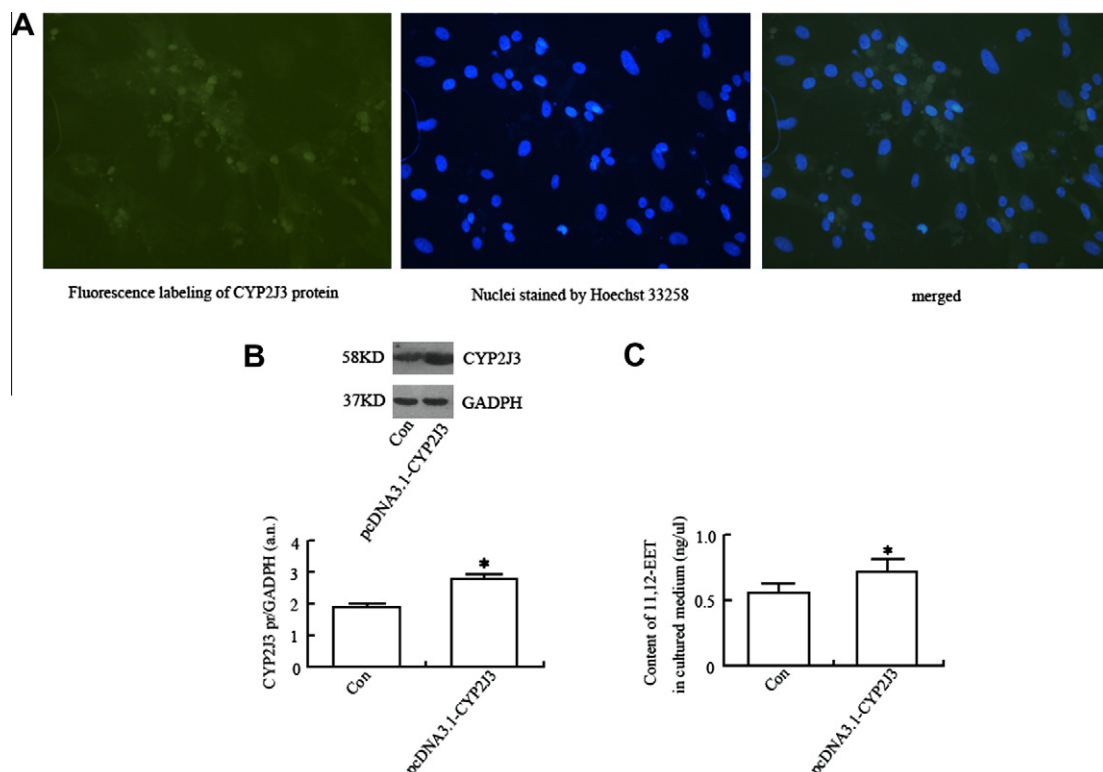 A
Fluorescence labeling of CYP2J3 protein
Nuclei stained by Hoechst 33258
merged
B
58KD
CYP2J3
37KD
GADPH
Con
pcDNA3.1-CYP2J3
CYP2J3 pr/GADPH (a.n.)
4
3
2
1
0
*
Con
pcDNA3.1-CYP2J3
C
Content of 11,12-EET
in cultured medium (ng/ul)
1.0
0.5
0
*
Con
pcDNA3.1-CYP2J3